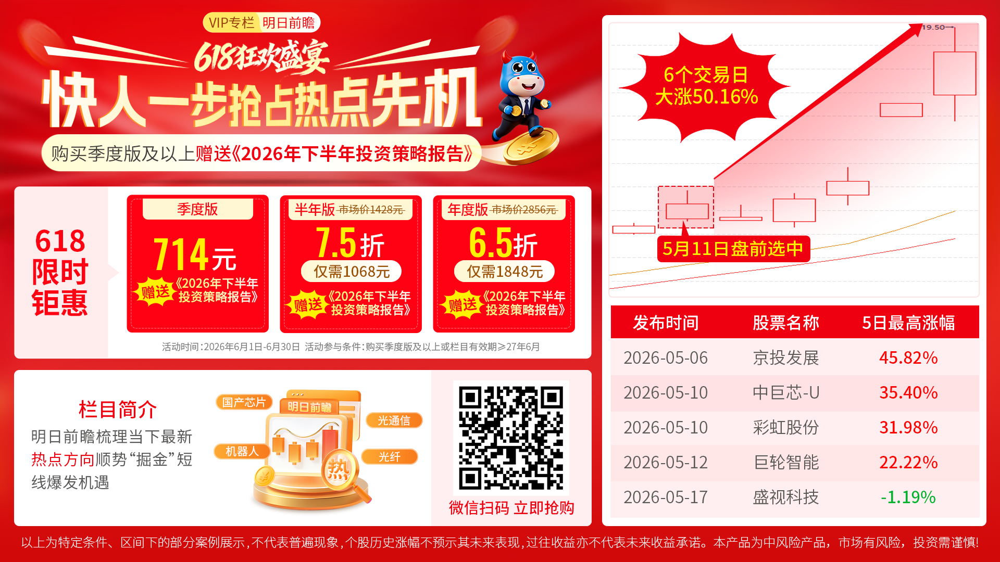 VIP专栏 明日前瞻
618狂欢盛宴
快人一步抢占热点先机
购买季度版及以上赠送《2026年下半年投资策略报告》
618
限时
钜惠
季度版
714元
赠送
《2026年下半年
投资策略报告》
半年版 市场价1428元
7.5折
仅需1068元
赠送
《2026年下半年
投资策略报告》
年度版 市场价2856元
6.5折
仅需1848元
赠送
《2026年下半年
投资策略报告》
活动时间:2026年6月1日-6月30日 活动参与条件:购买季度版及以上或栏目有效期≥27年6月
栏目简介
明日前瞻梳理当下最新
热点方向顺势“掘金”短
线爆发机遇
国产芯片
明日前瞻
光通信
机器人
光纤
热
微信扫码 立即抢购
19.50
6个交易日
大涨50.16%
5月11日盘前选中
发布时间 股票名称 5日最高涨幅
2026-05-06 京投发展 45.82%
2026-05-10 中巨芯-U 35.40%
2026-05-10 彩虹股份 31.98%
2026-05-12 巨轮智能 22.22%
2026-05-17 盛视科技 -1.19%
以上为特定条件、区间下的部分案例展示,不代表普遍现象,个股历史涨幅不预示其未来表现,过往收益亦不代表未来收益承诺。本产品为中风险产品，市场有风险，投资需谨慎!